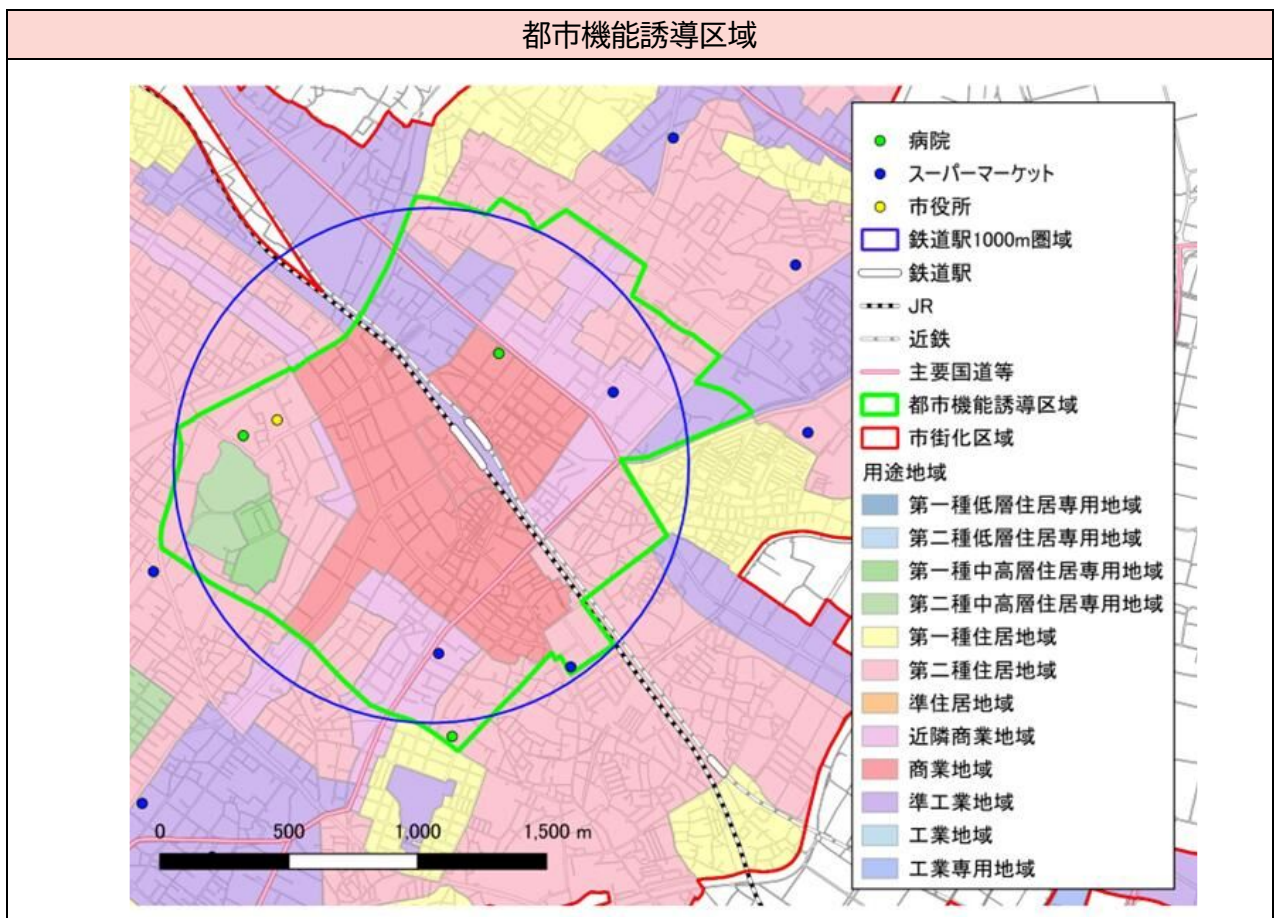 都市機能誘導区域
病院
スーパーマーケット
市役所
鉄道駅1000m圏域
鉄道駅
JR
近鉄
主要国道等
都市機能誘導区域
市街化区域
用途地域
第一種低層住居専用地域
第二種低層住居専用地域
第一種中高層住居専用地域
第二種中高層住居専用地域
第一種住居地域
第二種住居地域
準住居地域
近隣商業地域
商業地域
準工業地域
工業地域
工業専用地域
0 500 1,000 1,500 m